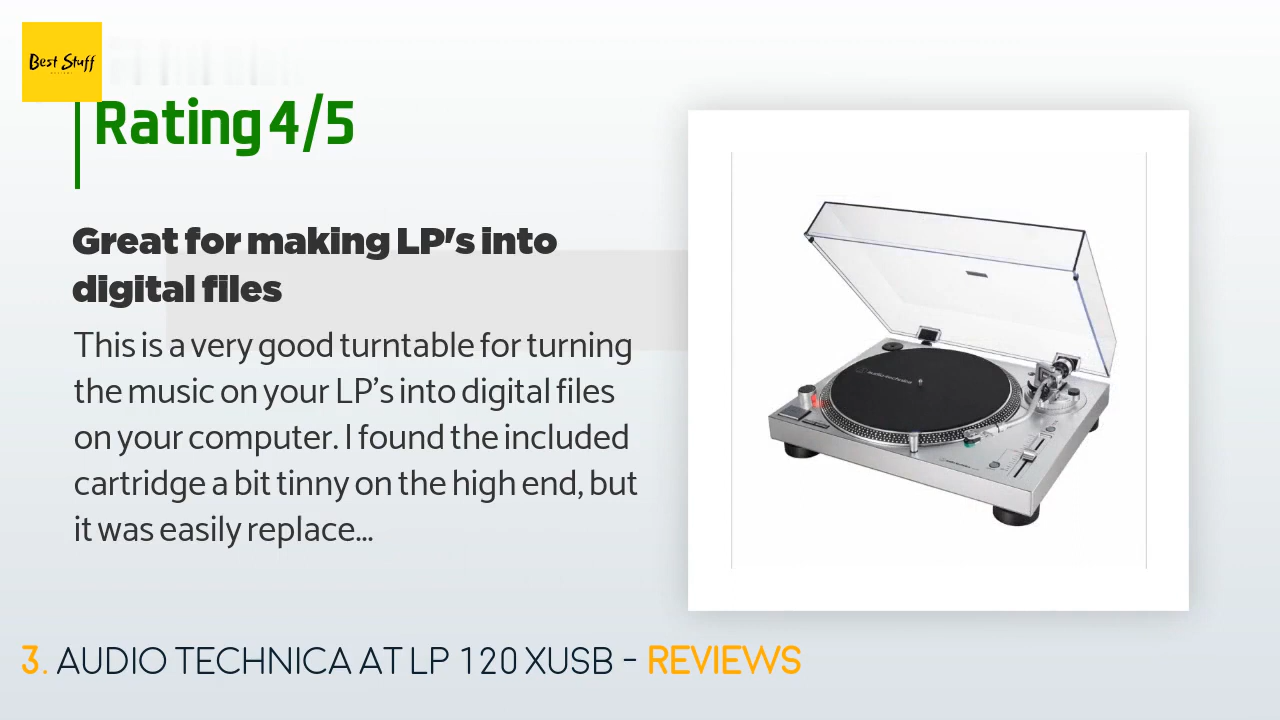 Best Stuff
Rating 4/5
Great for making LP's into
digital files
This is a very good turntable for turning
the music on your LP's into digital files
on your computer. I found the included
cartridge a bit tinny on the high end, but
it was easily replace...
audio-technica
3. AUDIO TECHNICA AT LP 120 XUSB - REVIEWS